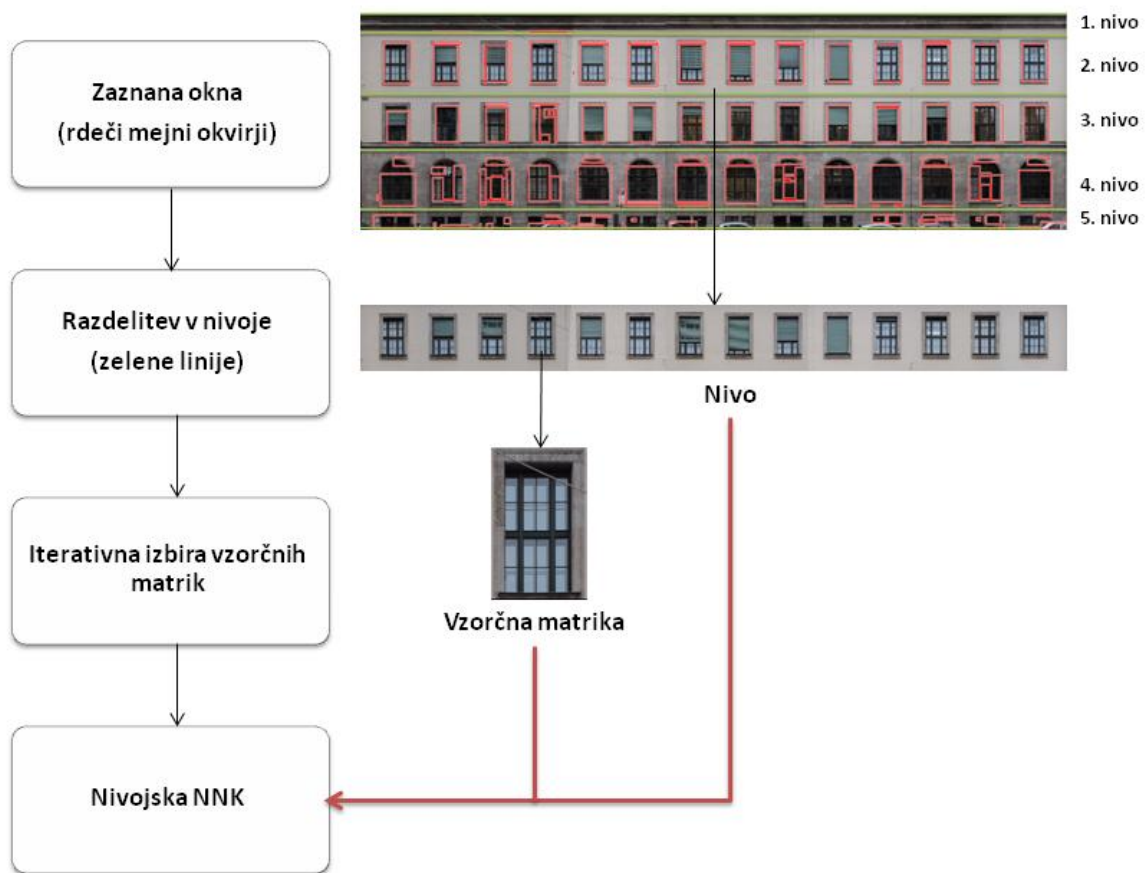 Zaznana okna
(rdeči mejni okvirji)
1. nivo
2. nivo
3. nivo
4. nivo
5. nivo
Razdelitev v nivoje
(zelene linije)
Nivo
Iterativna izbira vzorčnih
matrik
Vzorčna matrika
Nivojska NNK